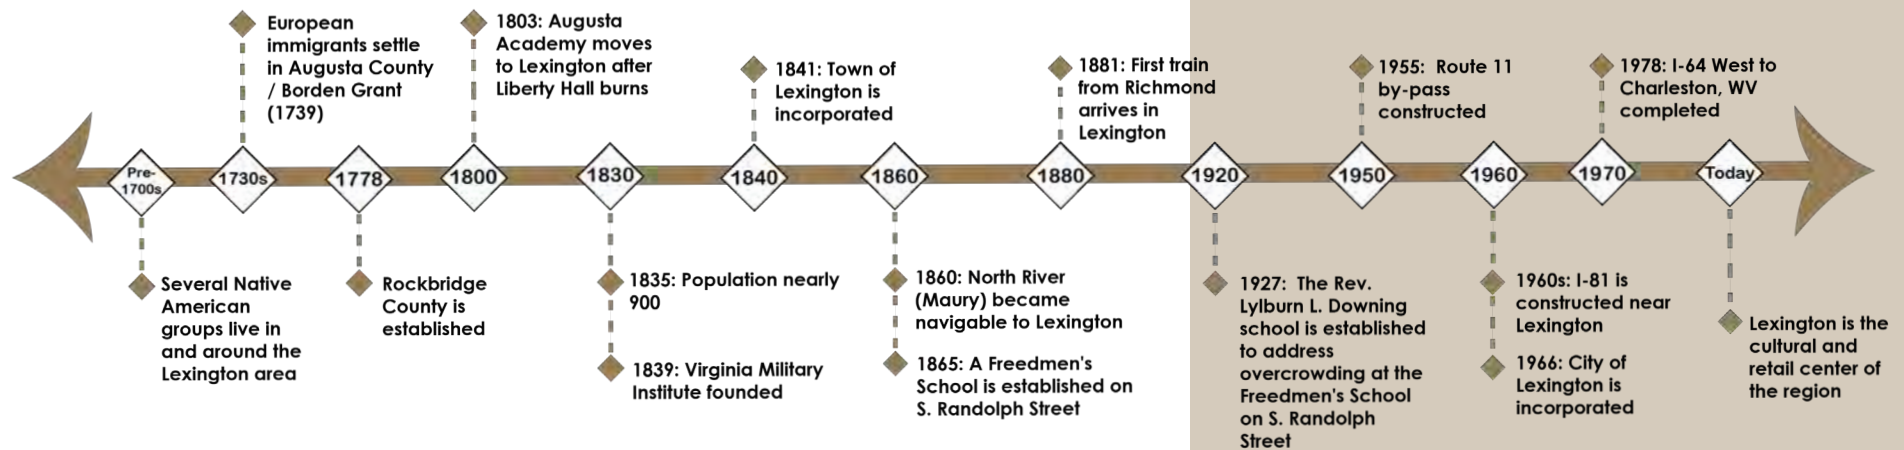 European
immigrants settle
in Augusta County
/ Borden Grant
(1739)
1803: Augusta
Academy moves
to Lexington after
Liberty Hall burns
1841: Town of
Lexington is
incorporated
1881: First train
from Richmond
arrives in
Lexington
1955: Route 11
by-pass
constructed
1978: I-64 West to
Charleston, WV
completed
Pre-
1700s
1730s
1778
1800
1830
1840
1860
1880
1920
1950
1960
1970
Today
Several Native
American
groups live in
and around the
Lexington area
Rockbridge
County is
established
1835: Population nearly
900
1839: Virginia Military
Institute founded
1860: North River
(Maury) became
navigable to Lexington
1865: A Freedmen's
School is established on
S. Randolph Street
1927: The Rev.
Lylburn L. Downing
school is established
to address
overcrowding at the
Freedmen's School
on S. Randolph
Street
1960s: I-81 is
constructed near
Lexington
1966: City of
Lexington is
incorporated
Lexington is the
cultural and
retail center of
the region